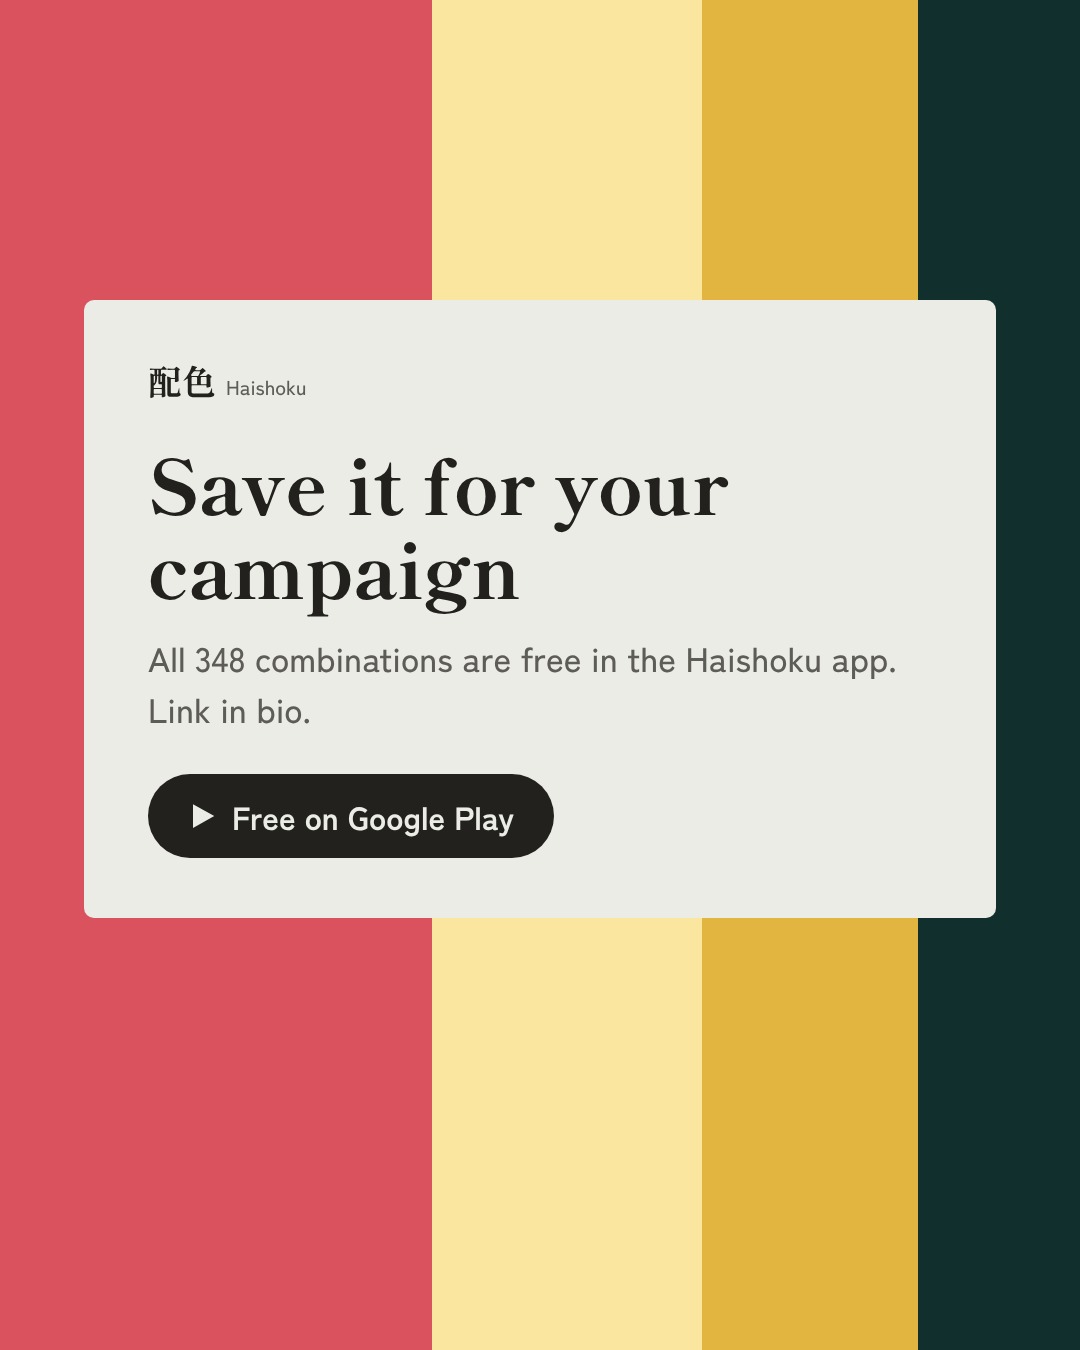 配色 Haishoku
Save it for your
campaign
All 348 combinations are free in the Haishoku app.
Link in bio.
Free on Google Play